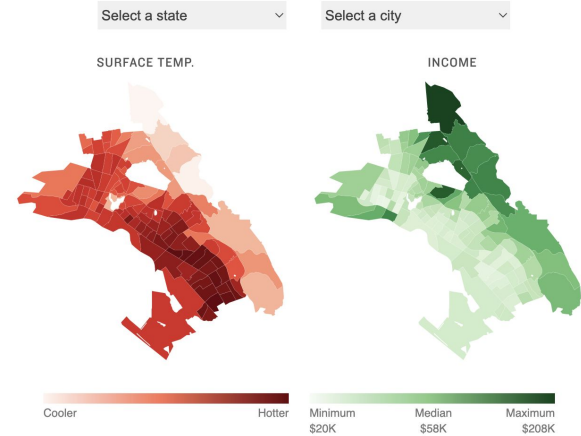 Select a state
Select a city
SURFACE TEMP.
INCOME
Cooler
Hotter
Minimum
Median
Maximum
$20K
$58K
$208K